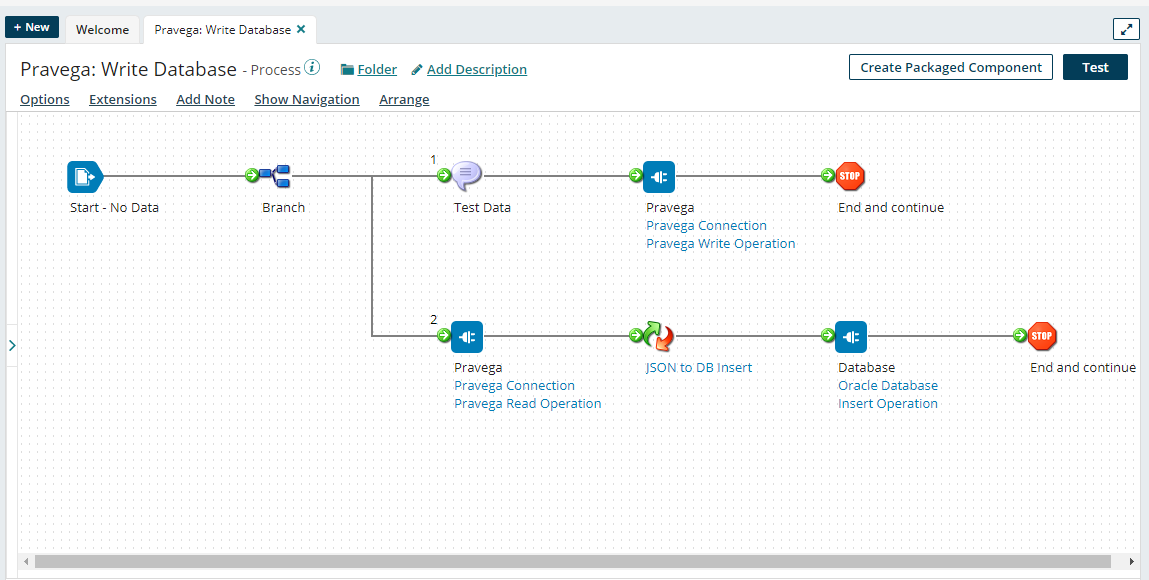 + New
Welcome
Pravega: Write Database ×
Pravega: Write Database - Process i
Folder
Add Description
Create Packaged Component
Test
Options
Extensions
Add Note
Show Navigation
Arrange
1
STOP
Start - No Data
Branch
Test Data
Pravega
Pravega Connection
Pravega Write Operation
End and continue
2
STOP
Pravega
Pravega Connection
Pravega Read Operation
JSON to DB Insert
Database
Oracle Database
Insert Operation
End and continue